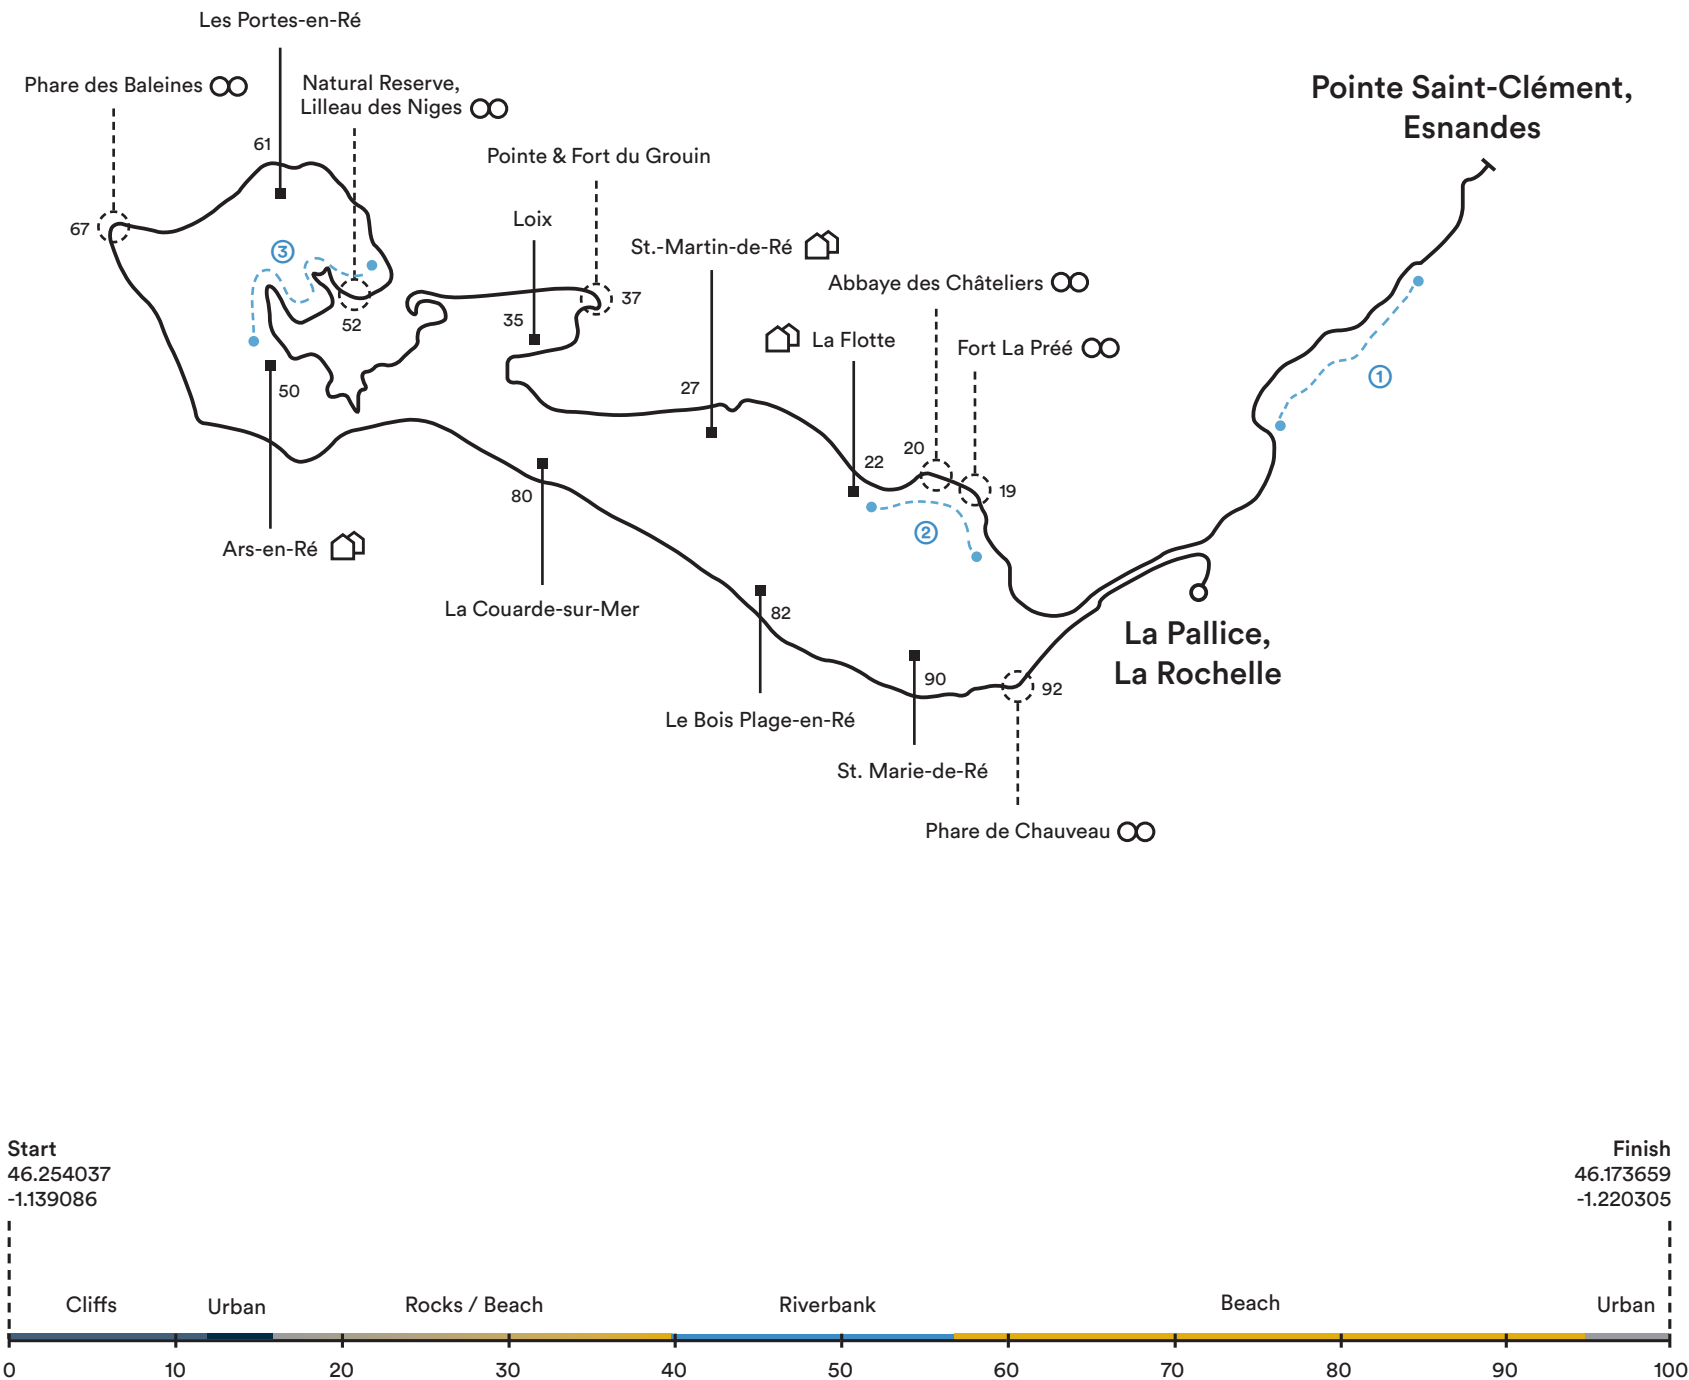 Les Portes-en-Ré
Phare des Baleines
Natural Reserve,
Lilleau des Niges
Pointe Saint-Clément,
Esnandes
61
Pointe & Fort du Grouin
Loix
67
St.-Martin-de-Ré
3
Abbaye des Châteliers
37
35
52
La Flotte
Fort La Préé
1
50
27
20
22
19
80
2
Ars-en-Ré
La Couarde-sur-Mer
82
La Pallice,
La Rochelle
90
92
Le Bois Plage-en-Ré
St. Marie-de-Ré
Phare de Chauveau
Start
46.254037
-1.139086
Finish
46.173659
-1.220305
Cliffs
Urban
Rocks / Beach
Riverbank
Beach
Urban
0 10 20 30 40 50 60 70 80 90 100